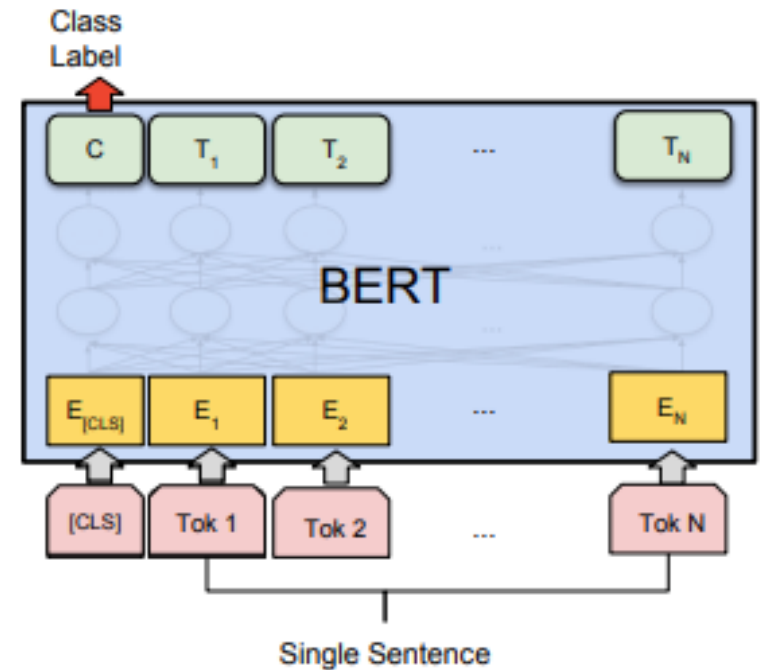 Class
Label
C T1 T2 ... TN
...
BERT
...
E[CLS] E1 E2 ... EN
[CLS] Tok 1 Tok 2 ... Tok N
Single Sentence